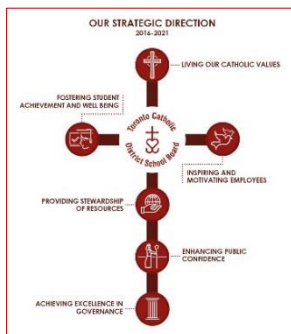 OUR STRATEGIC DIRECTION
2016-2021
LIVING OUR CATHOLIC VALUES
FOSTERING STUDENT
ACHIEVEMENT AND WELL BEING
Toronto Catholic
District School Board
INSPIRING AND
MOTIVATING EMPLOYEES
PROVIDING STEWARDSHIP
OF RESOURCES
ENHANCING PUBLIC
CONFIDENCE
ACHIEVING EXCELLENCE IN
GOVERNANCE